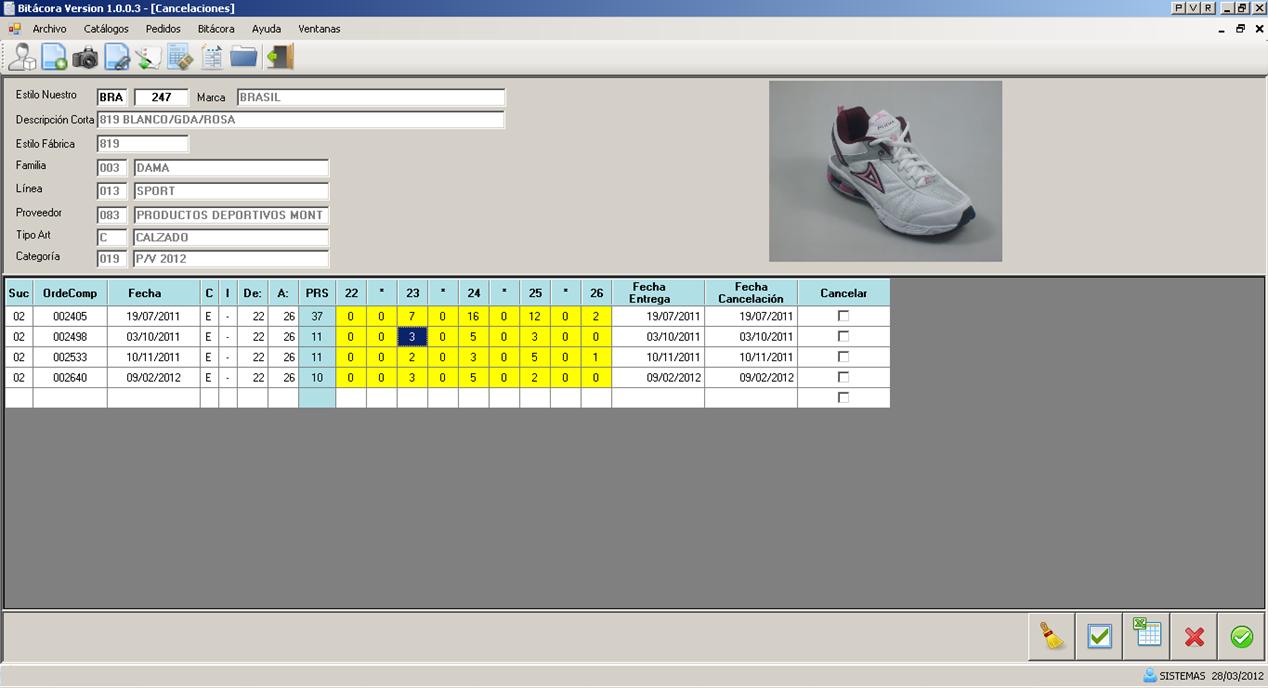 Bitácora Version 1.0.0.3 - [Cancelaciones]
P V R
Archivo Catálogos Pedidos Bitácora Ayuda Ventanas
Estilo Nuestro BRA 247 Marca BRASIL
Descripción Corta 819 BLANCO/GDA/ROSA
Estilo Fábrica 819
Familia 003 DAMA
Línea 013 SPORT
Proveedor 083 PRODUCTOS DEPORTIVOS MONT
Tipo Art C CALZADO
Categoría 019 P/V 2012
Suc OrdeComp Fecha C I De: A: PRS 22 * 23 * 24 * 25 * 26 Fecha Entrega Fecha Cancelación Cancelar
02 002405 19/07/2011 E - 22 26 37 0 0 7 0 16 0 12 0 2 19/07/2011 19/07/2011
02 002498 03/10/2011 E - 22 26 11 0 0 3 0 5 0 3 0 0 03/10/2011 03/10/2011
02 002533 10/11/2011 E - 22 26 11 0 0 2 0 3 0 5 0 1 10/11/2011 10/11/2011
02 002640 09/02/2012 E - 22 26 10 0 0 3 0 5 0 2 0 0 09/02/2012 09/02/2012
SISTEMAS 28/03/2012